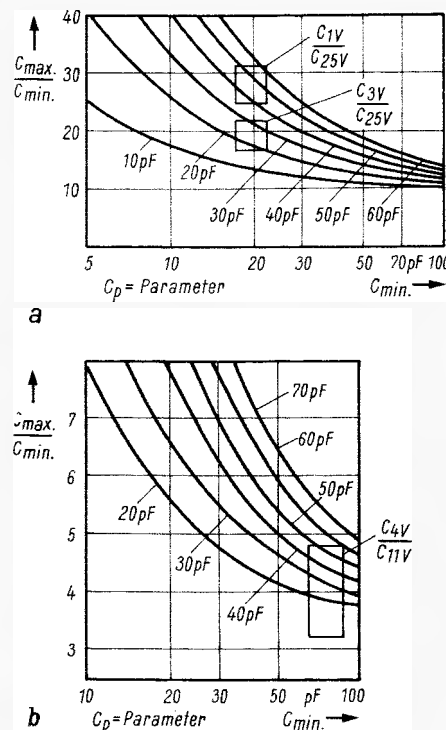 40
C1V
C25V
Cmax.
Cmin.
30
C3V
C25V
20
10pF
20pF
30pF
40pF
50pF
60pF
10
5 10 20 30 50 70 pF 100
Cp = Parameter Cmin.
a
Cmax.
Cmin.
7
70pF
6
60pF
5
20pF
50pF
C4V
C11V
30pF
4
40pF
3
10 20 30 50 pF 100
b Cp = Parameter Cmin.